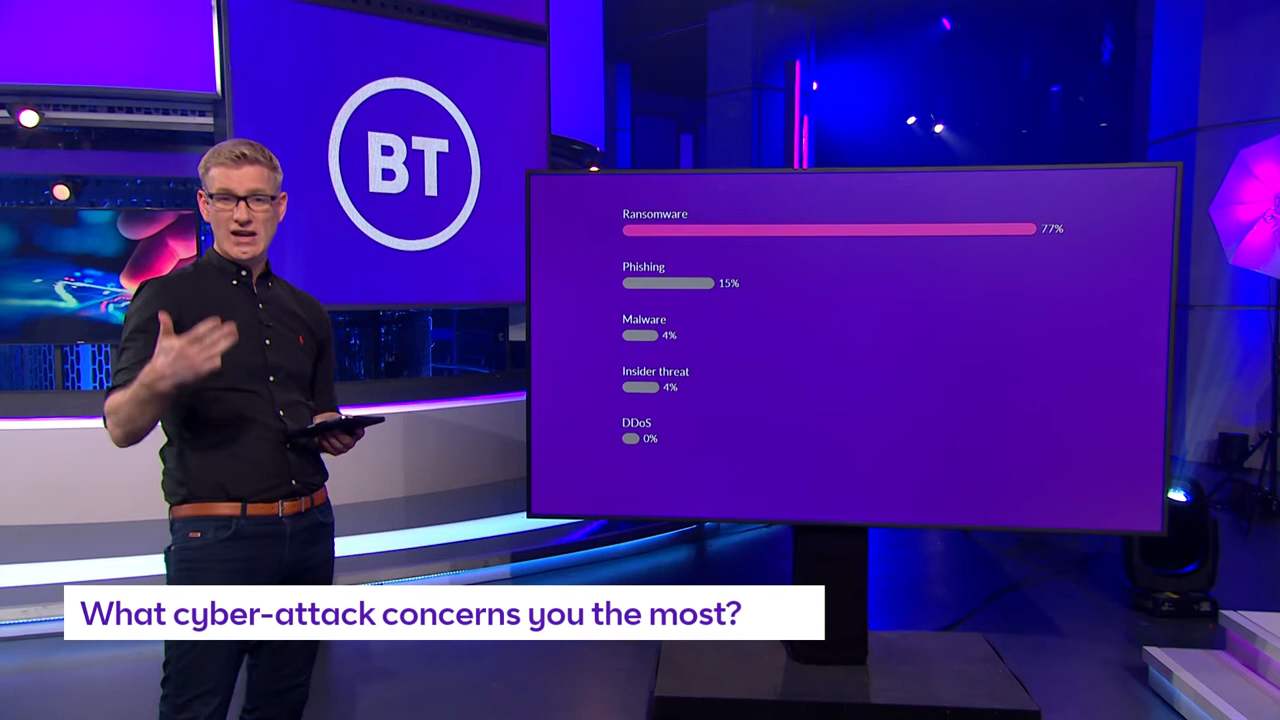 BT
Ransomware
77%
Phishing
15%
Malware
4%
Insider threat
4%
DDoS
0%
What cyber-attack concerns you the most?